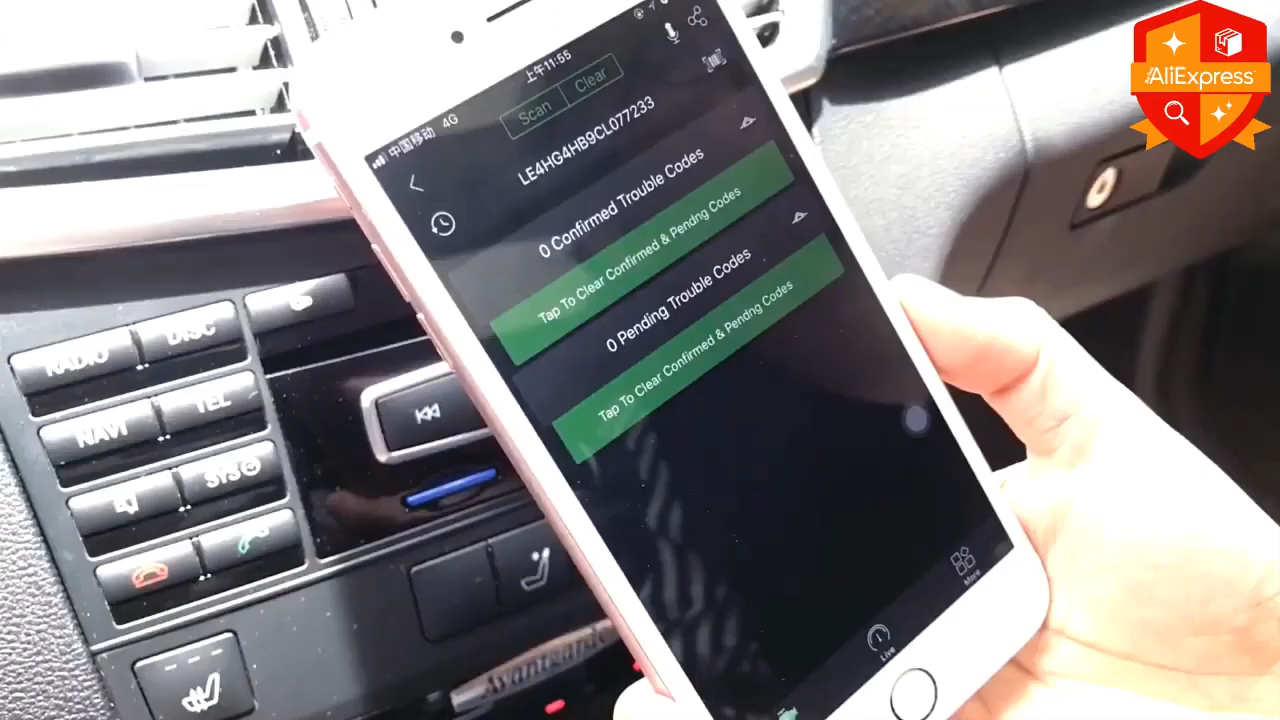 AliExpress
中国移动 4G
上午11:55
Scan
Clear
LE4HG4HB9CL077233
0 Confirmed Trouble Codes
Tap To Clear Confirmed & Pendng Codes
0 Pending Trouble Codes
Tap To Clear Confirmed & Pendng Codes
Live
More
RADIO
DISC
NAVI
TEL
SYS
Avantgarde